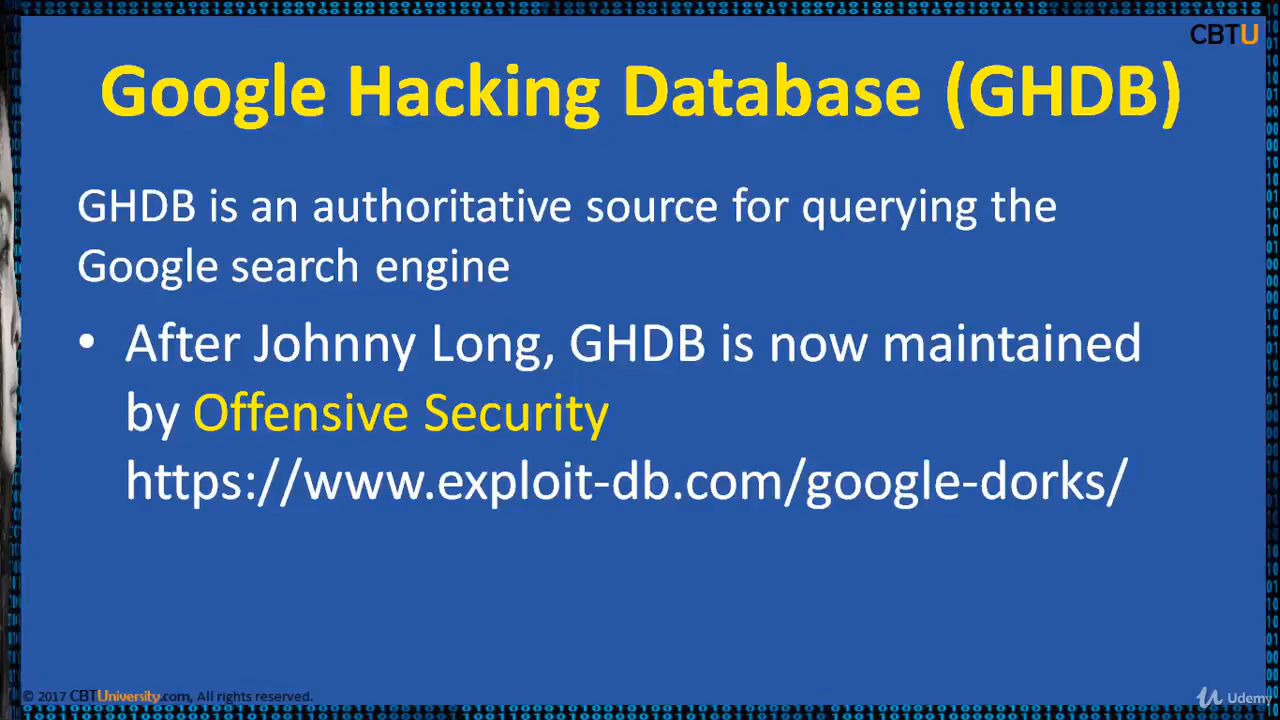 CBTU
Google Hacking Database (GHDB)
GHDB is an authoritative source for querying the
Google search engine
• After Johnny Long, GHDB is now maintained
by Offensive Security
https://www.exploit-db.com/google-dorks/
© 2017 CBTUniversity.com, All rights reserved.
Udemy